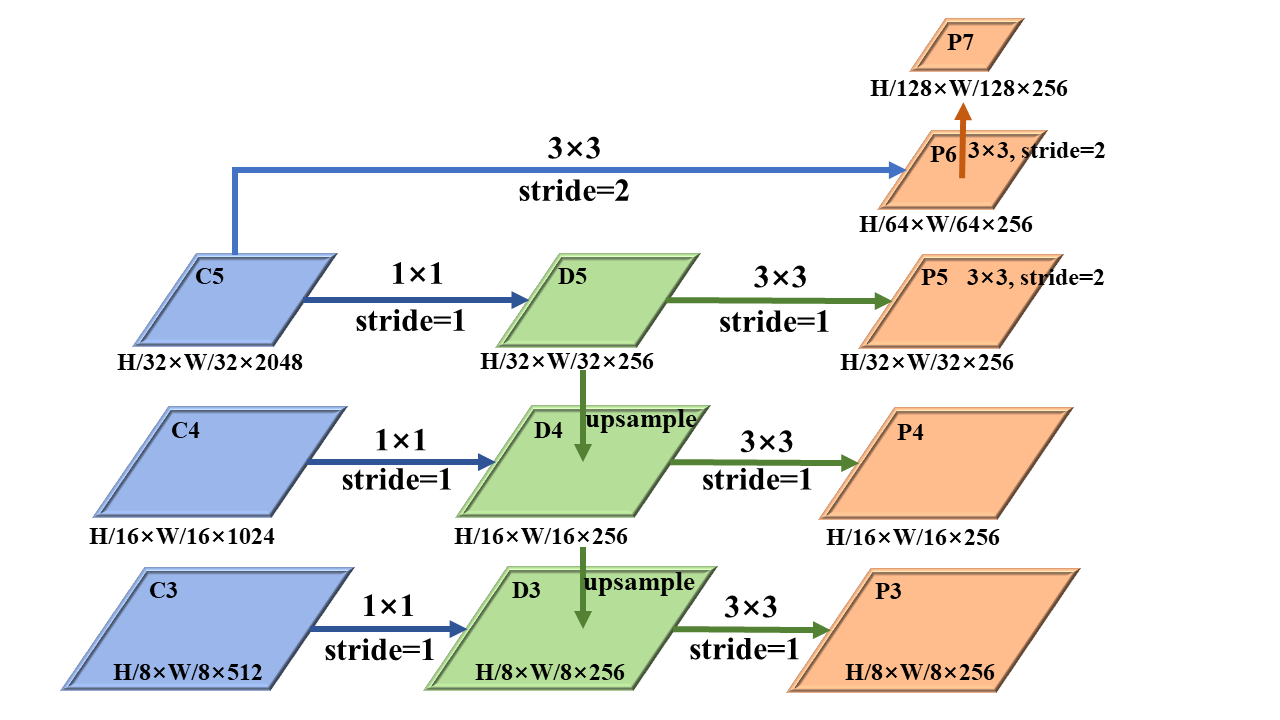 P7
H/128×W/128×256
3×3
stride=2
P6
3×3, stride=2
H/64×W/64×256
C5
1×1
stride=1
D5
3×3
stride=1
P5
3×3, stride=2
H/32×W/32×2048
H/32×W/32×256
H/32×W/32×256
upsample
C4
1×1
stride=1
D4
3×3
stride=1
P4
H/16×W/16×1024
H/16×W/16×256
H/16×W/16×256
upsample
C3
1×1
stride=1
D3
3×3
stride=1
P3
H/8×W/8×512
H/8×W/8×256
H/8×W/8×256